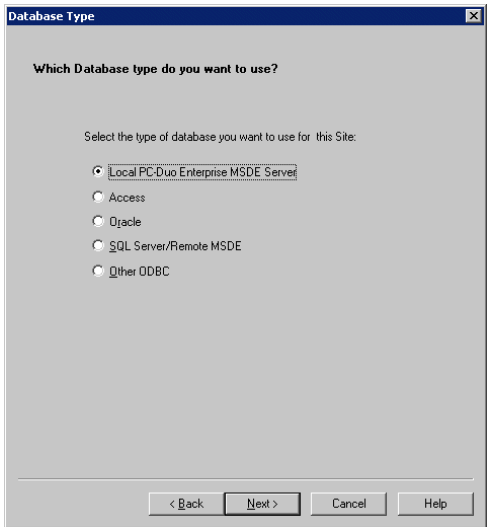 Database Type
Which Database type do you want to use?
Select the type of database you want to use for this Site:
Local PC-Duo Enterprise MSDE Server
Access
Oracle
SQL Server/Remote MSDE
Other ODBC
< Back Next > Cancel Help